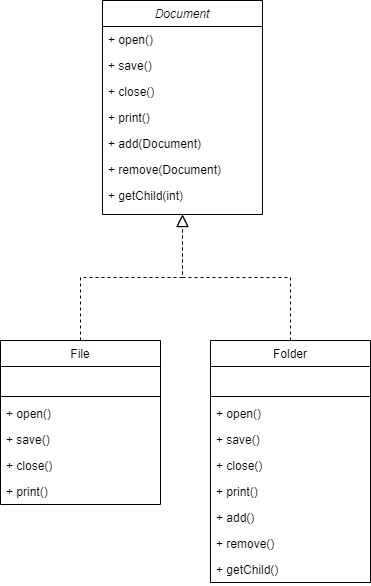 Document
+ open()
+ save()
+ close()
+ print()
+ add(Document)
+ remove(Document)
+ getChild(int)
File
+ open()
+ save()
+ close()
+ print()
Folder
+ open()
+ save()
+ close()
+ print()
+ add()
+ remove()
+ getChild()